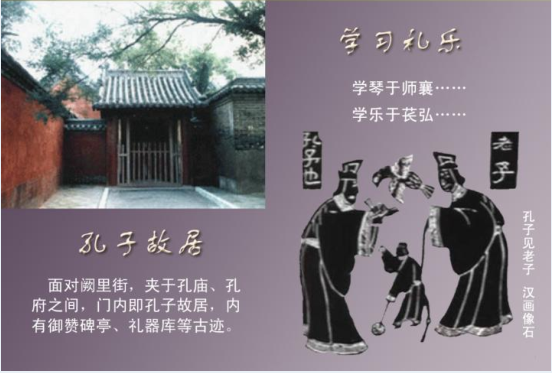 孔子故居
面对阙里街，夹于孔庙、孔
府之间，门内即孔子故居，内
有御赞碑亭、礼器库等古迹。
学习礼乐
学琴于师襄……
学乐于苌弘……
孔子也
老子
孔子见老子 汉画像石